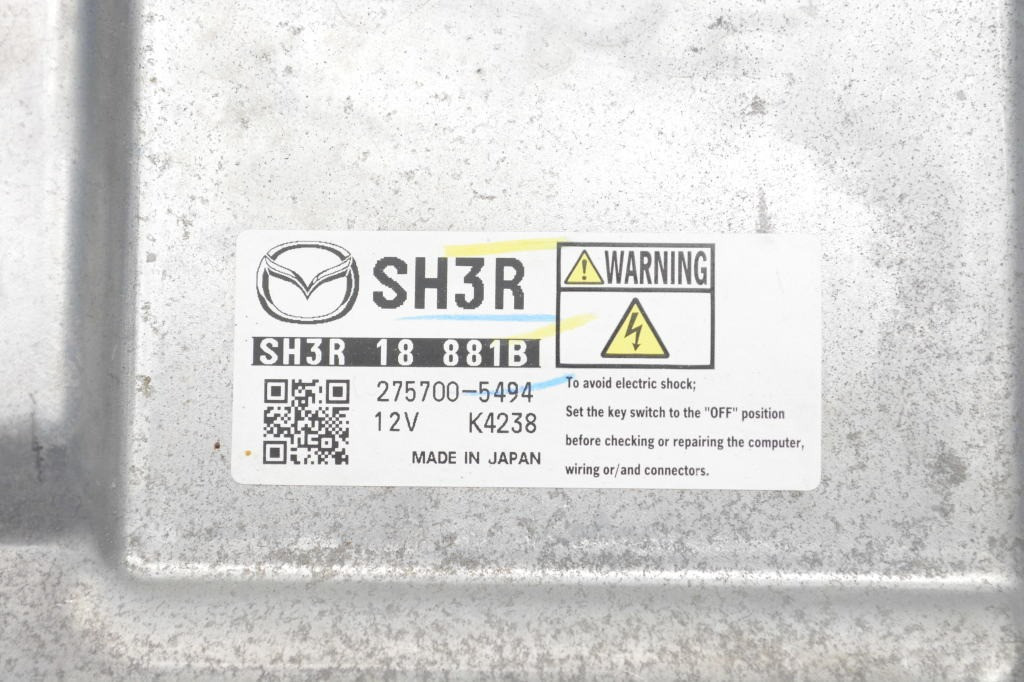 SH3R
SH3R 18 881B
275700-5494
12V K4238
MADE IN JAPAN
WARNING
To avoid electric shock;
Set the key switch to the "OFF" position
before checking or repairing the computer,
wiring or/and connectors.